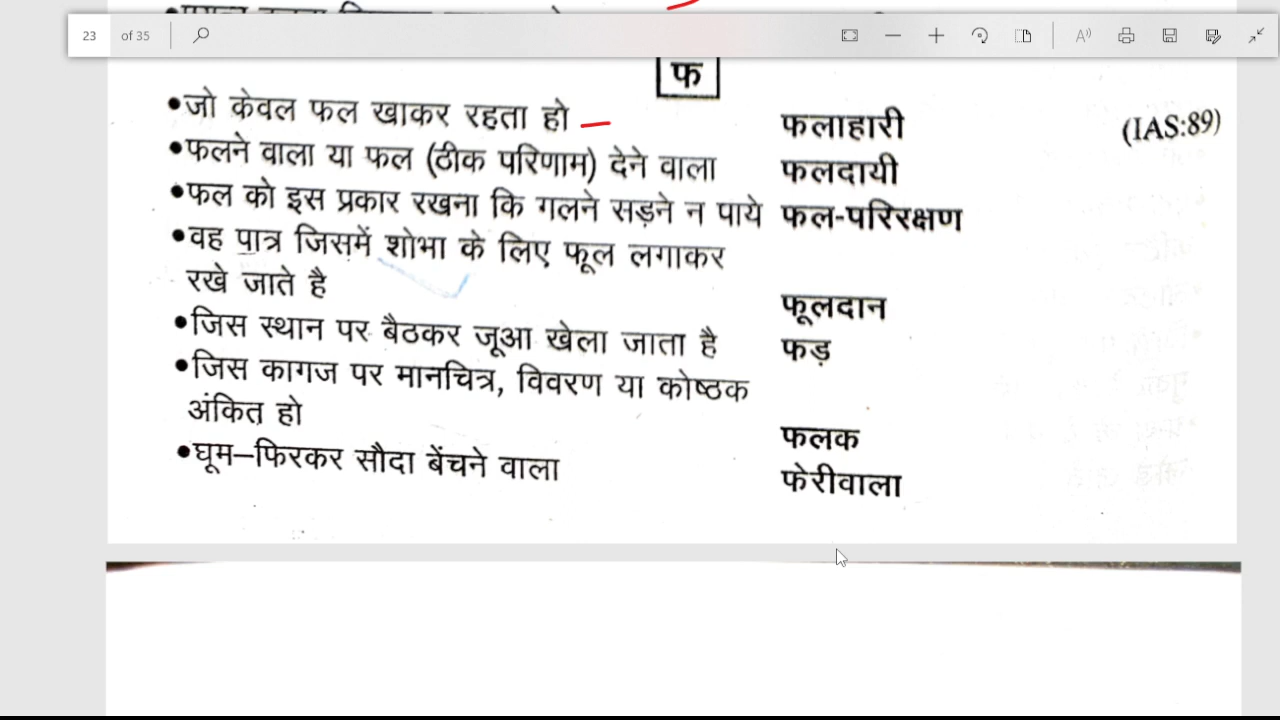 23 of 35
फ
•जो केवल फल खाकर रहता हो फलाहारी (IAS:89)
•फलने वाला या फल (ठीक परिणाम) देने वाला फलदायी
•फल को इस प्रकार रखना कि गलने सड़ने न पाये फल-परिरक्षण
•वह पात्र जिसमें शोभा के लिए फूल लगाकर
रखे जाते है फूलदान
•जिस स्थान पर बैठकर जूआ खेला जाता है फड़
•जिस कागज पर मानचित्र, विवरण या कोष्ठक
अंकित हो फलक
•घूम–फिरकर सौदा बेंचने वाला फेरीवाला